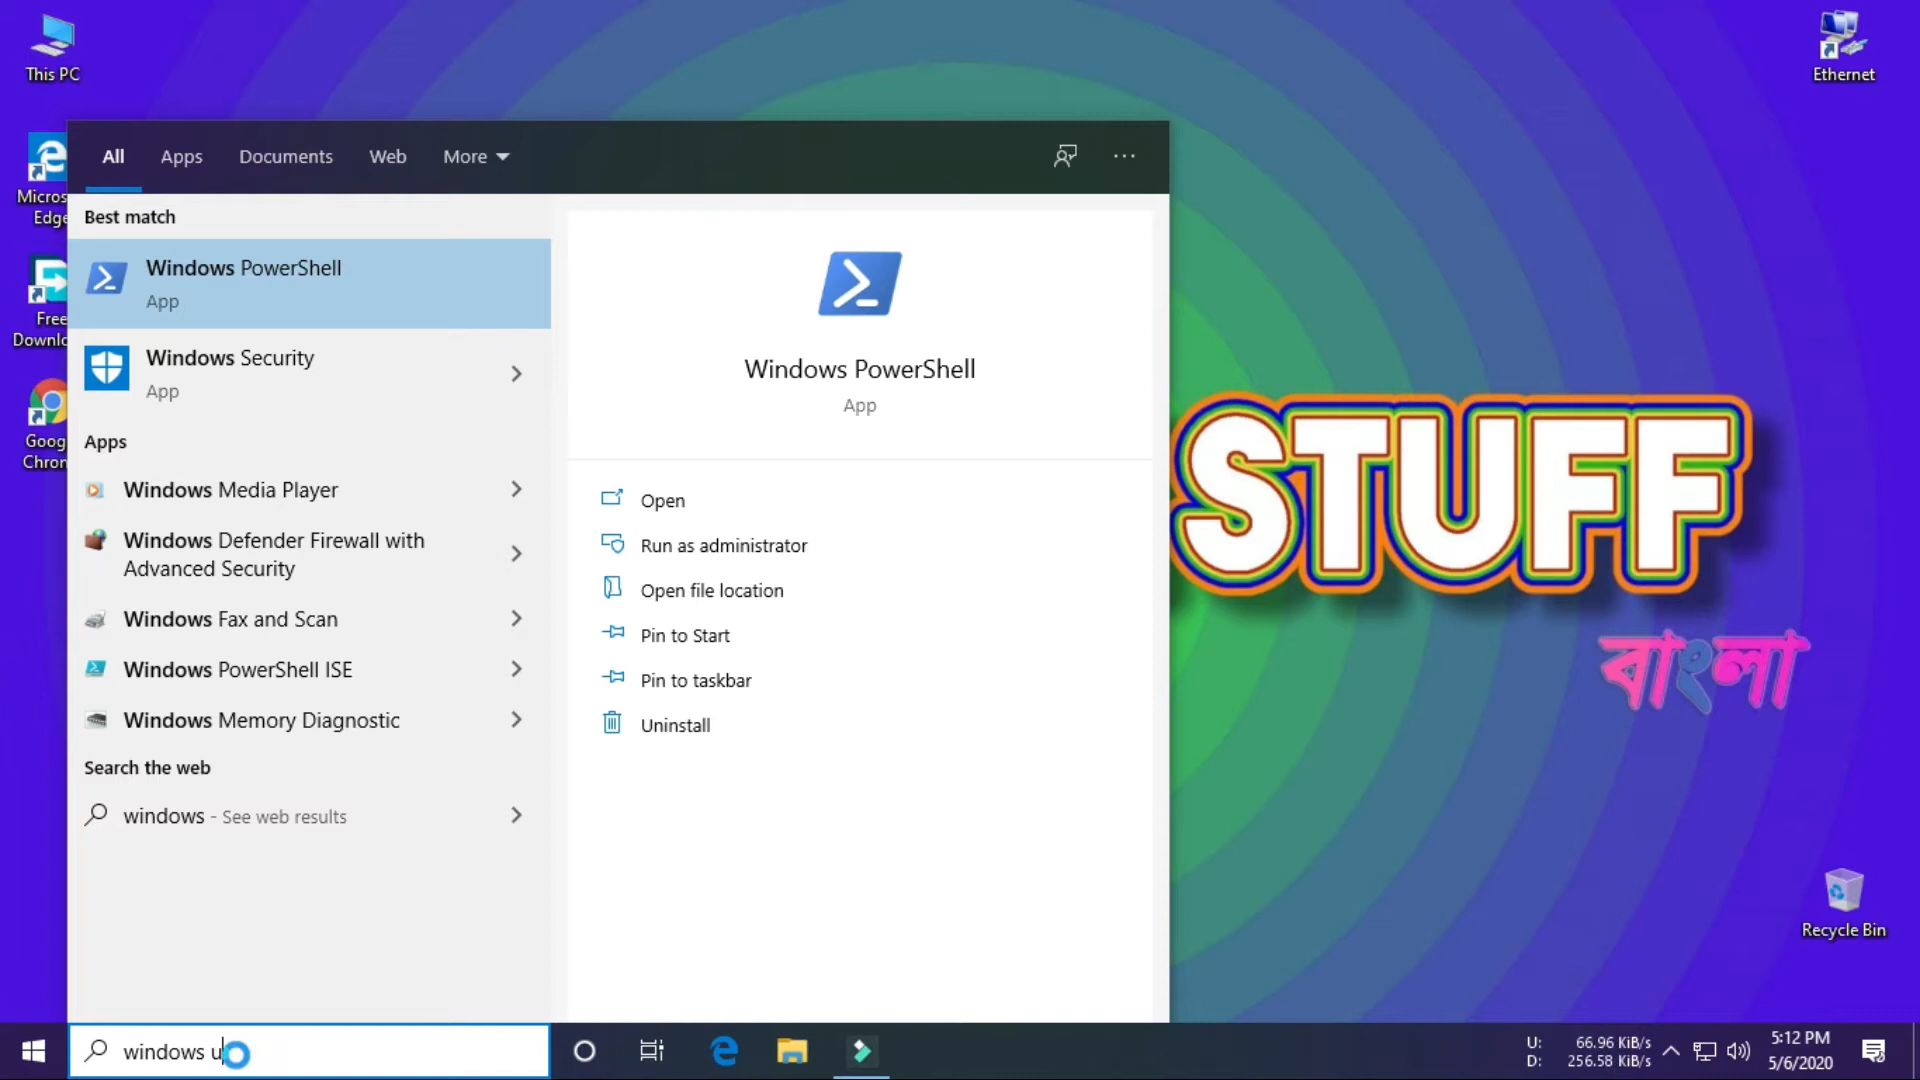 This PC
Ethernet
Micros
Edge
Free
Downlo
Goog
Chrom
All
Apps
Documents
Web
More
Best match
Windows PowerShell
App
Windows Security
App
Apps
Windows Media Player
Windows Defender Firewall with
Advanced Security
Windows Fax and Scan
Windows PowerShell ISE
Windows Memory Diagnostic
Search the web
windows - See web results
Windows PowerShell
App
Open
Run as administrator
Open file location
Pin to Start
Pin to taskbar
Uninstall
STUFF
বাংলা
Recycle Bin
windows u
U: 66.96 KiB/s
D: 256.58 KiB/s
5:12 PM
5/6/2020